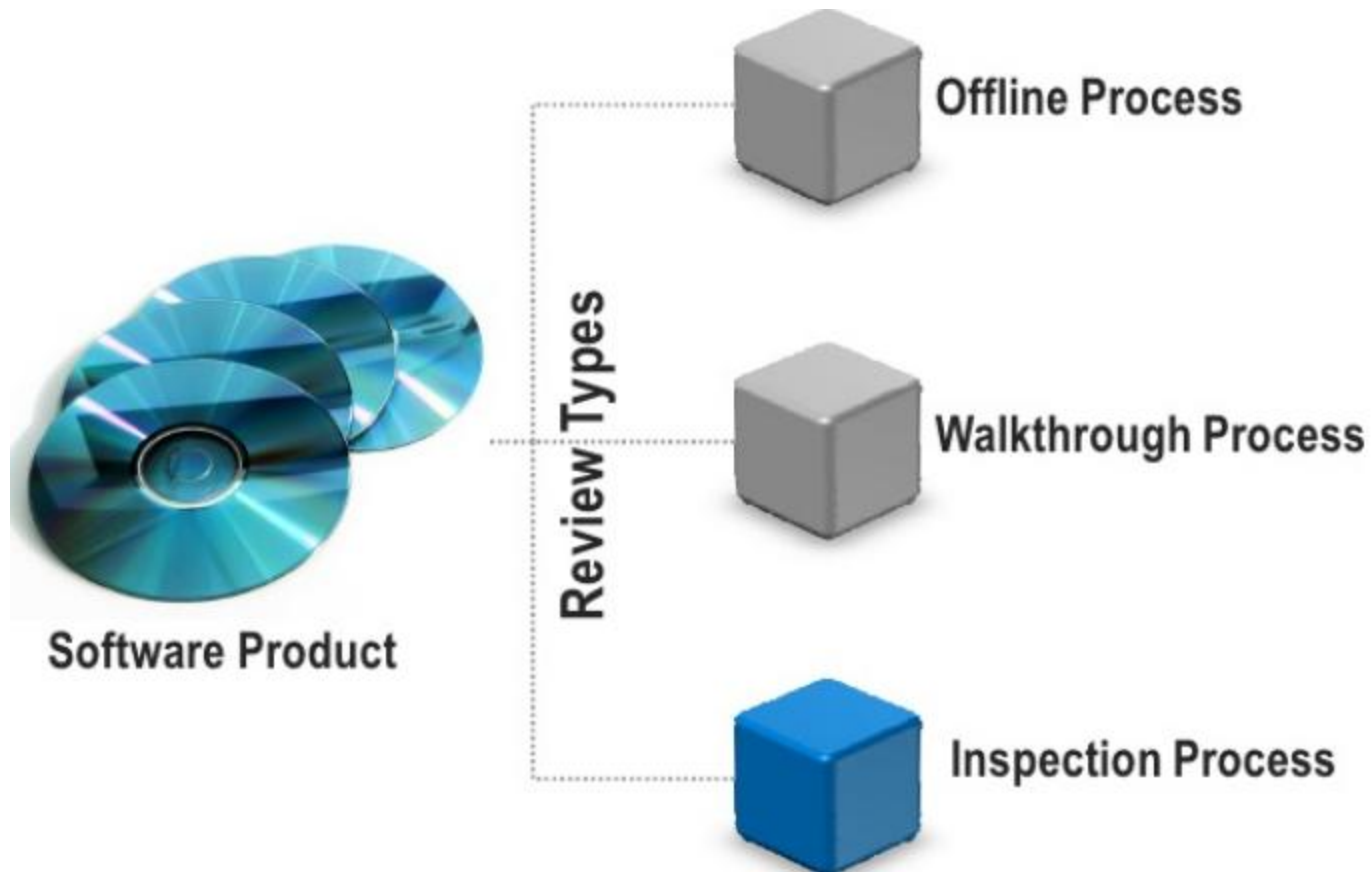 Offline Process
Walkthrough Process
Review Types
Software Product
Inspection Process